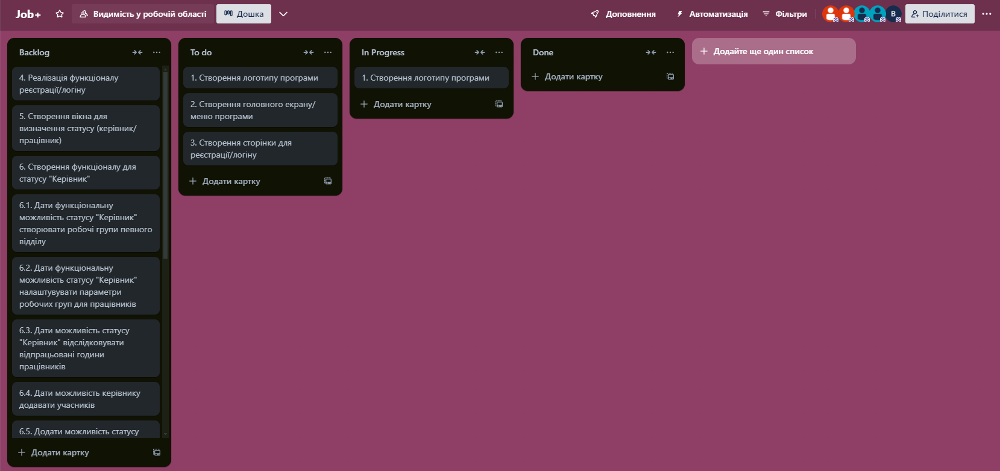 Job+
Видимість у робочій області
Дошка
Доповнення
Автоматизація
Фільтри
В
Поділитися
Backlog
4. Реалізація функціоналу
реєстрації/логіну
5. Створення вікна для
визначення статусу (керівник/
працівник)
6. Створення функціоналу для
статусу "Керівник"
6.1. Дати функціональну
можливість статусу "Керівник"
створювати робочі групи певного
відділу
6.2. Дати функціональну
можливість статусу "Керівник"
налаштувувати параметри
робочих груп для працівників
6.3. Дати можливість статусу
"Керівник" відслідковувати
відпрацьовані години
працівників
6.4. Дати можливість керівнику
додавати учасників
6.5. Додати можливість статусу
Додати картку
To do
1. Створення логотипу програми
2. Створення головного екрану/
меню програми
3. Створення сторінки для
реєстрації/логіну
Додати картку
In Progress
1. Створення логотипу програми
Додати картку
Done
Додати картку
Додайте ще один список